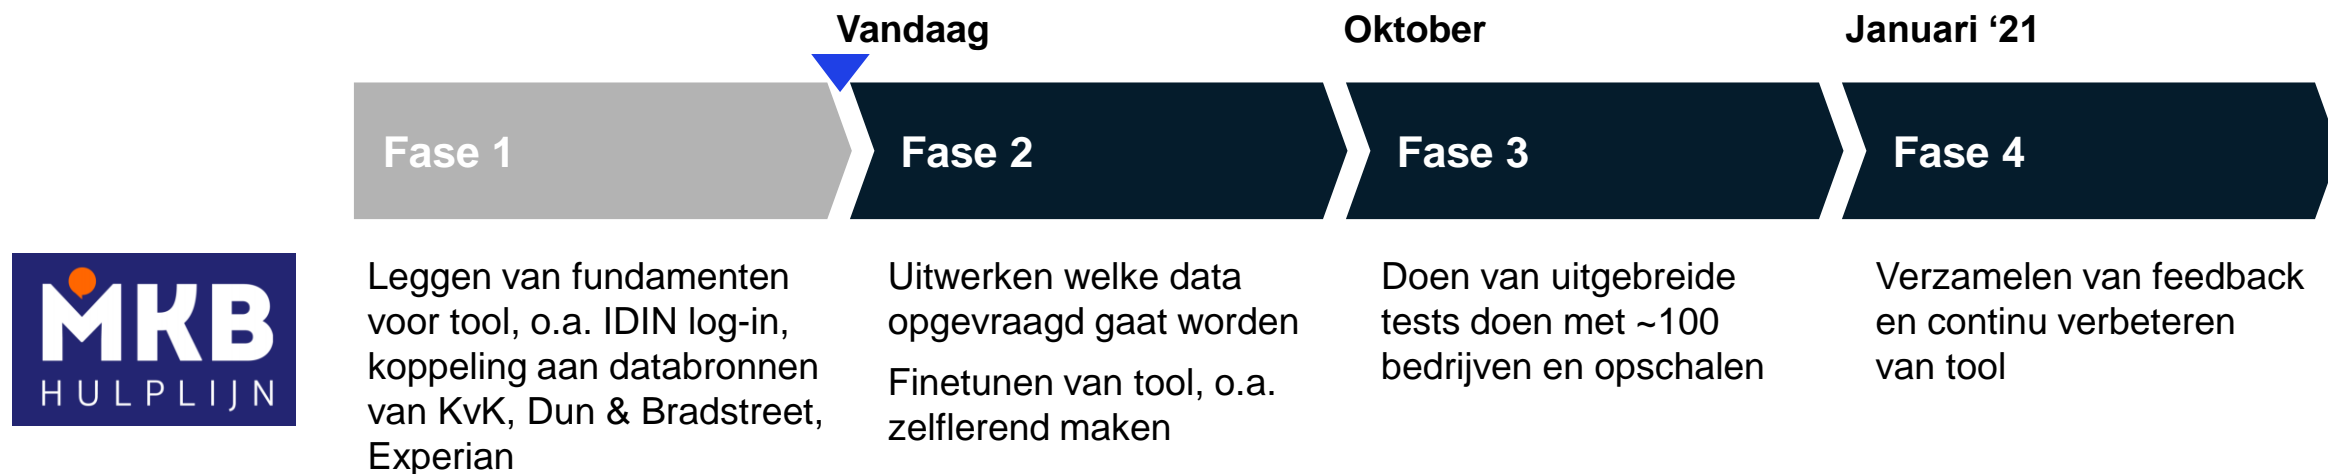 Vandaag
Oktober
Januari ‘21
Fase 1
Fase 2
Fase 3
Fase 4
MKB
HULPLIJN
Leggen van fundamenten
voor tool, o.a. IDIN log-in,
koppeling aan databronnen
van KvK, Dun & Bradstreet,
Experian
Uitwerken welke data
opgevraagd gaat worden
Finetunen van tool, o.a.
zelflerend maken
Doen van uitgebreide
tests doen met ~100
bedrijven en opschalen
Verzamelen van feedback
en continu verbeteren
van tool